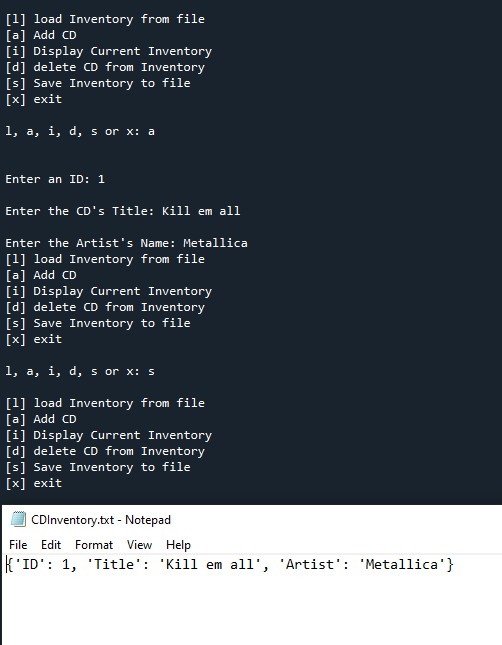 [l] load Inventory from file
[a] Add CD
[i] Display Current Inventory
[d] delete CD from Inventory
[s] Save Inventory to file
[x] exit
l, a, i, d, s or x: a
Enter an ID: 1
Enter the CD's Title: Kill em all
Enter the Artist's Name: Metallica
[l] load Inventory from file
[a] Add CD
[i] Display Current Inventory
[d] delete CD from Inventory
[s] Save Inventory to file
[x] exit
l, a, i, d, s or x: s
[l] load Inventory from file
[a] Add CD
[i] Display Current Inventory
[d] delete CD from Inventory
[s] Save Inventory to file
[x] exit
CDInventory.txt - Notepad
File Edit Format View Help
{'ID': 1, 'Title': 'Kill em all', 'Artist': 'Metallica'}